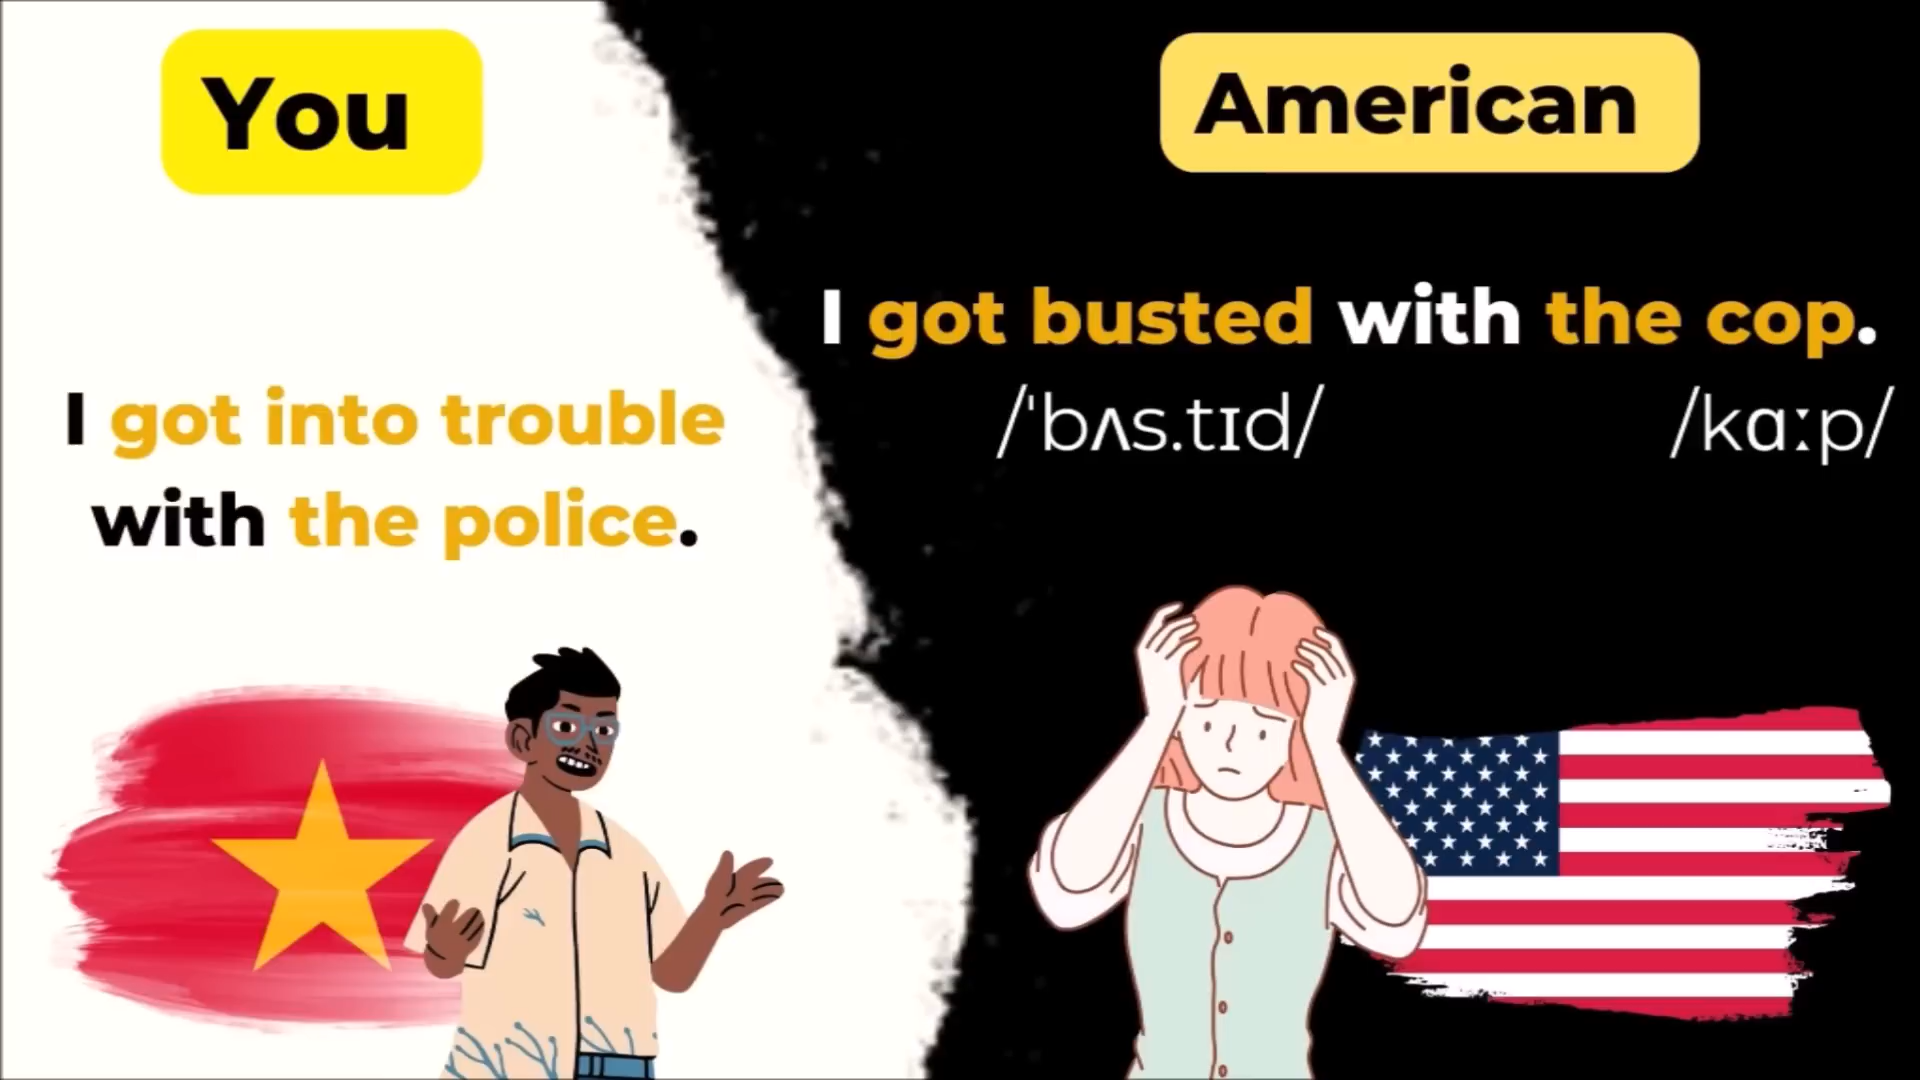 You
I got into trouble
with the police.
American
I got busted with the cop.
/ˈbʌs.tɪd/ /kɑːp/